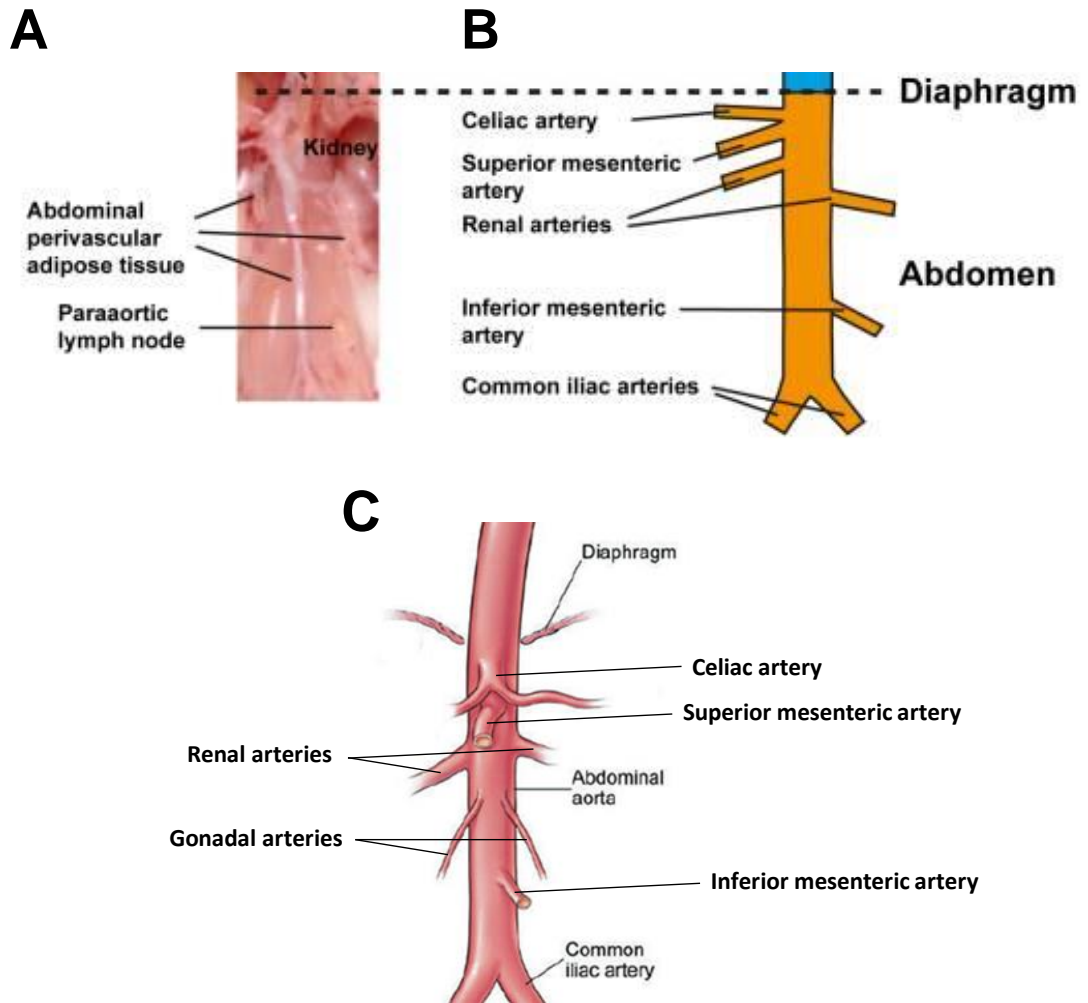 A
Kidney
Abdominal
perivascular
adipose tissue
Paraaortic
lymph node
B
Diaphragm
Celiac artery
Superior mesenteric
artery
Renal arteries
Abdomen
Inferior mesenteric
artery
Common iliac arteries
C
Diaphragm
Celiac artery
Superior mesenteric artery
Renal arteries
Abdominal
aorta
Gonadal arteries
Inferior mesenteric artery
Common
iliac artery